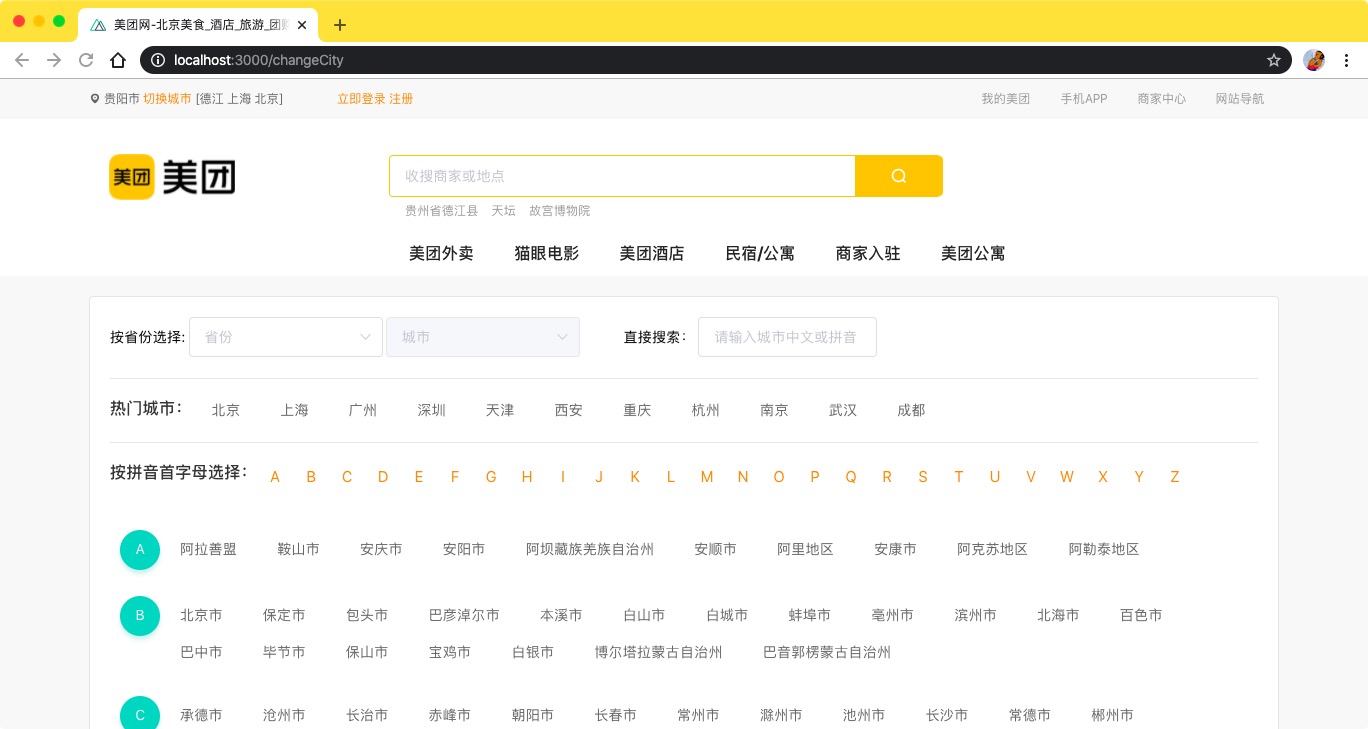 美团网-北京美食_酒店_旅游_团购
localhost:3000/changeCity
贵阳市 切换城市 [德江 上海 北京] 立即登录 注册 我的美团 手机APP 商家中心 网站导航
美团 美团
收搜商家或地点
贵州省德江县 天坛 故宫博物院
美团外卖 猫眼电影 美团酒店 民宿/公寓 商家入驻 美团公寓
按省份选择: 省份 城市 直接搜索： 请输入城市中文或拼音
热门城市： 北京 上海 广州 深圳 天津 西安 重庆 杭州 南京 武汉 成都
按拼音首字母选择： A B C D E F G H I J K L M N O P Q R S T U V W X Y Z
A 阿拉善盟 鞍山市 安庆市 安阳市 阿坝藏族羌族自治州 安顺市 阿里地区 安康市 阿克苏地区 阿勒泰地区
B 北京市 保定市 包头市 巴彦淖尔市 本溪市 白山市 白城市 蚌埠市 亳州市 滨州市 北海市 百色市
巴中市 毕节市 保山市 宝鸡市 白银市 博尔塔拉蒙古自治州 巴音郭楞蒙古自治州
C 承德市 沧州市 长治市 赤峰市 朝阳市 长春市 常州市 滁州市 池州市 长沙市 常德市 郴州市